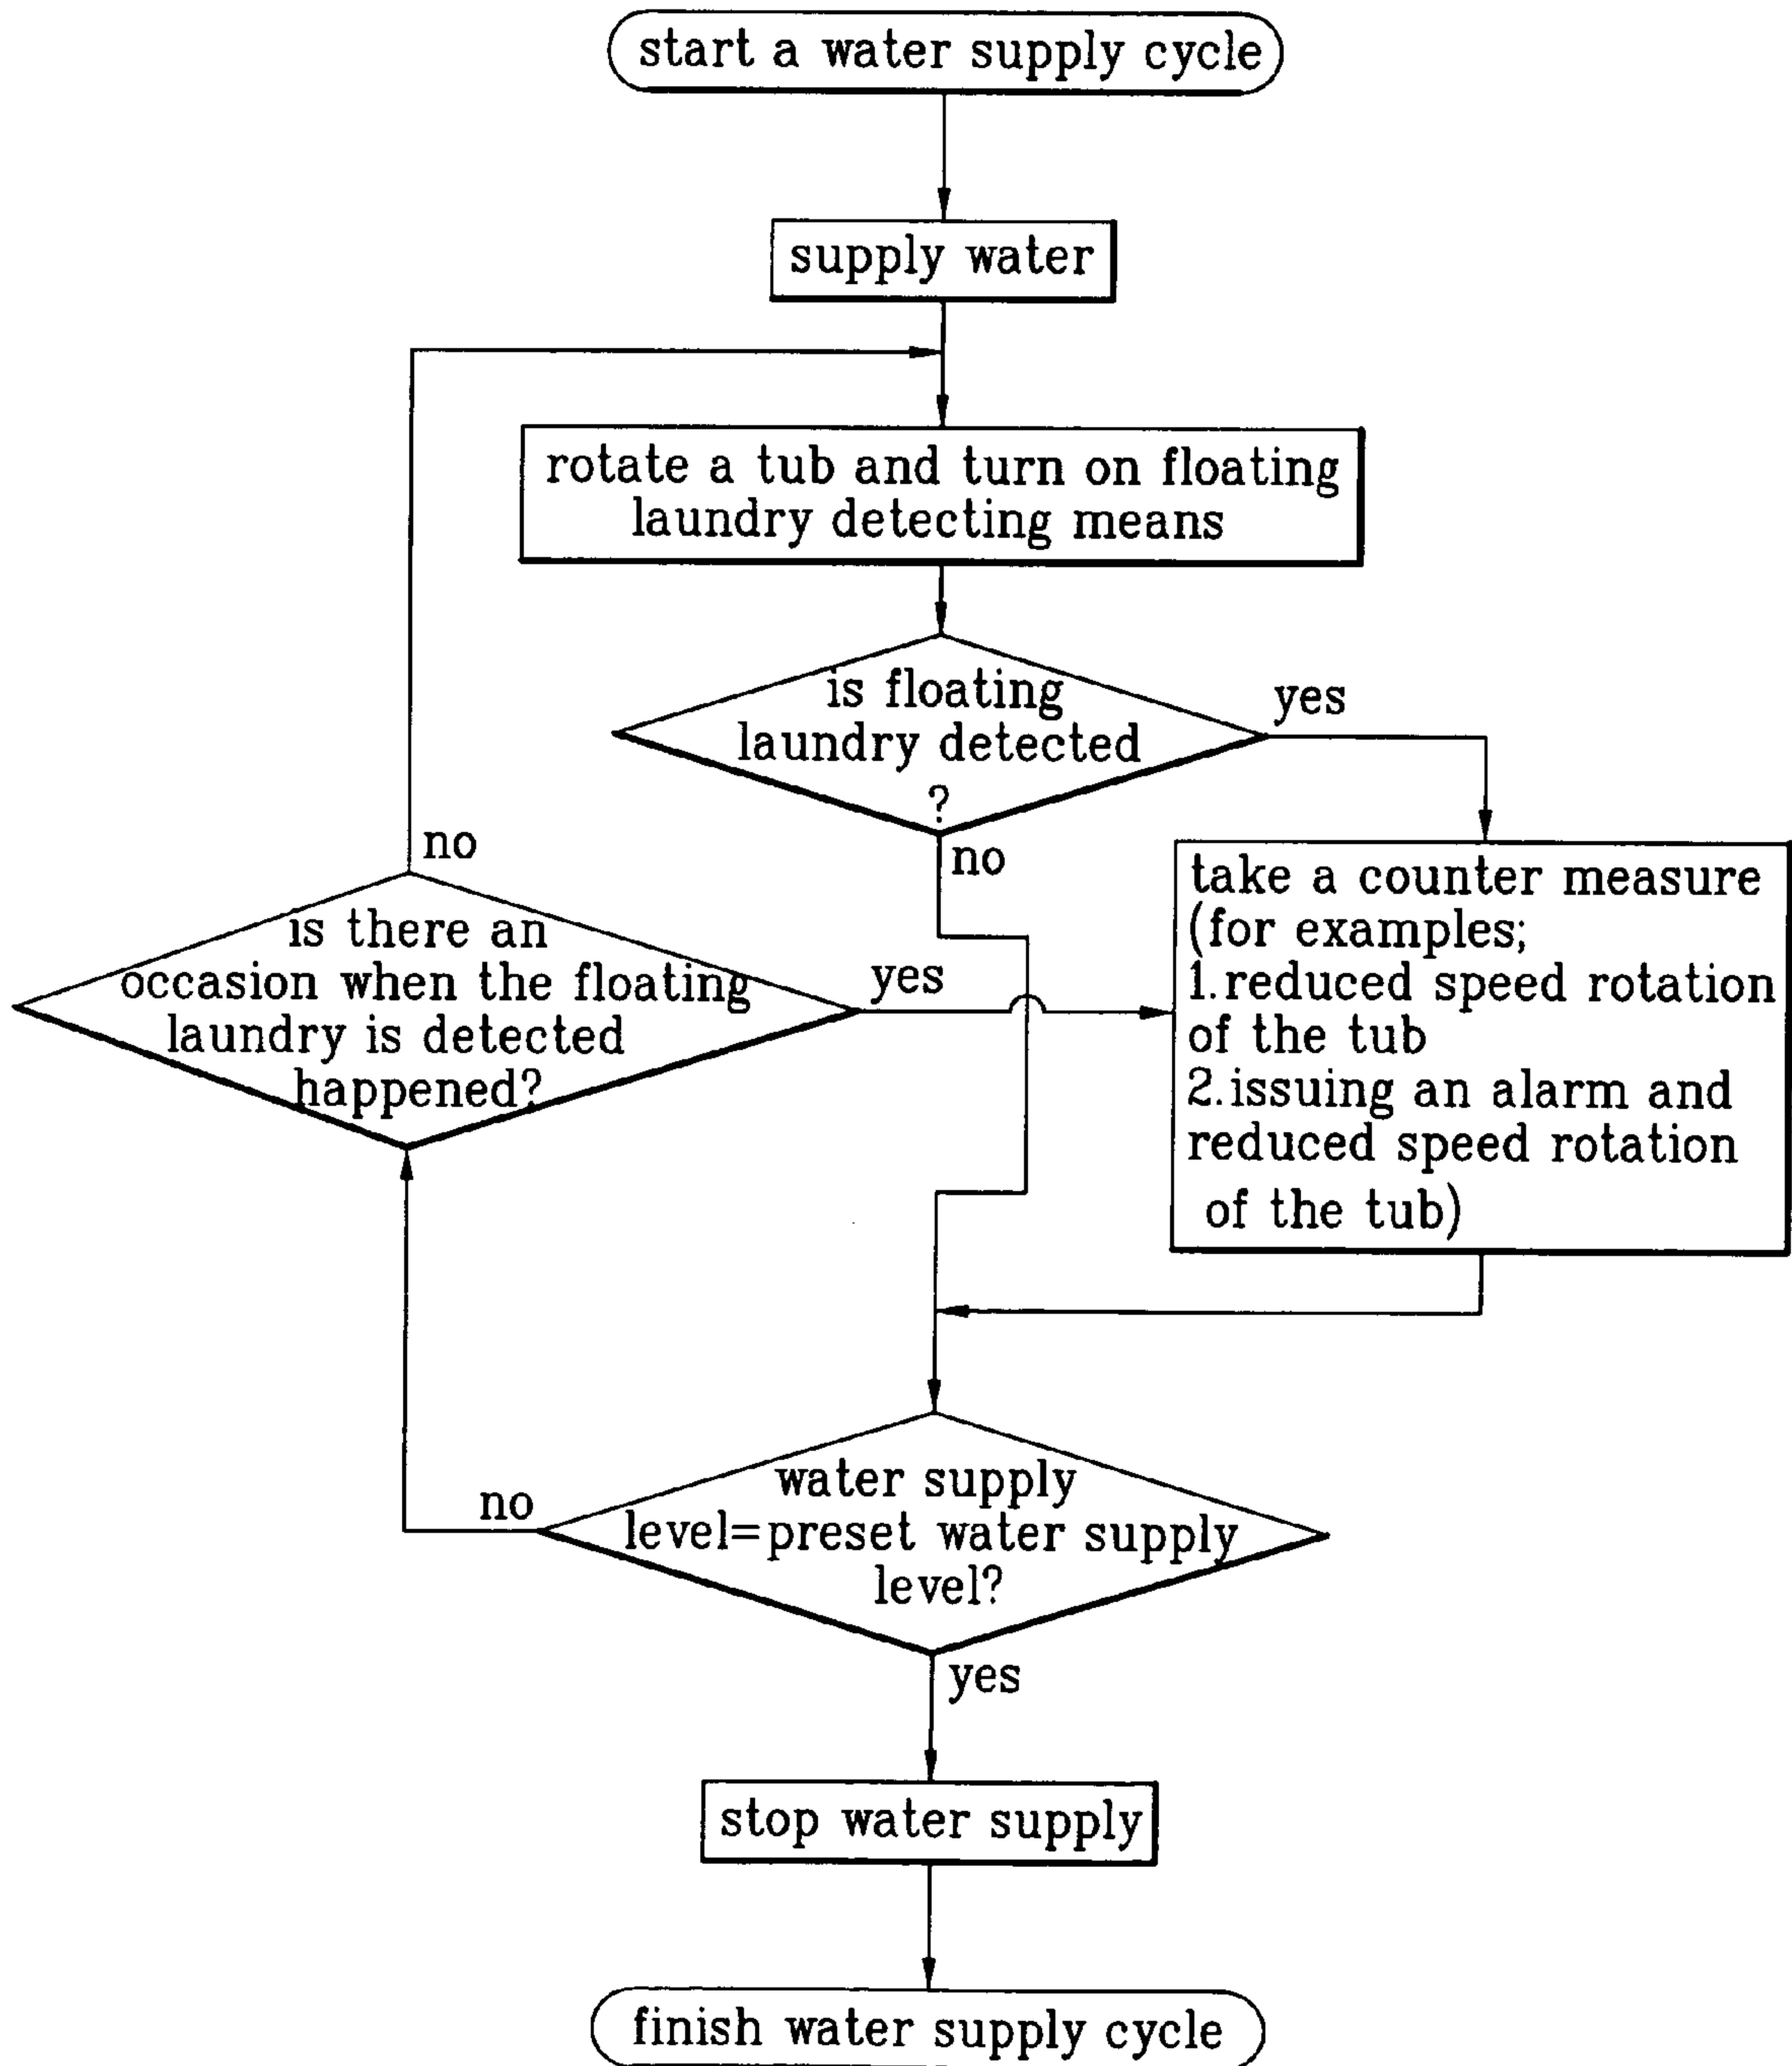 start a water supply cycle
supply water
rotate a tub and turn on floating
laundry detecting means
is floating
laundry detected
?
yes
no
no
is there an
occasion when the floating
laundry is detected
happened?
yes
take a counter measure
(for examples;
1.reduced speed rotation
of the tub
2.issuing an alarm and
reduced speed rotation
of the tub)
water supply
level=preset water supply
level?
no
yes
stop water supply
finish water supply cycle